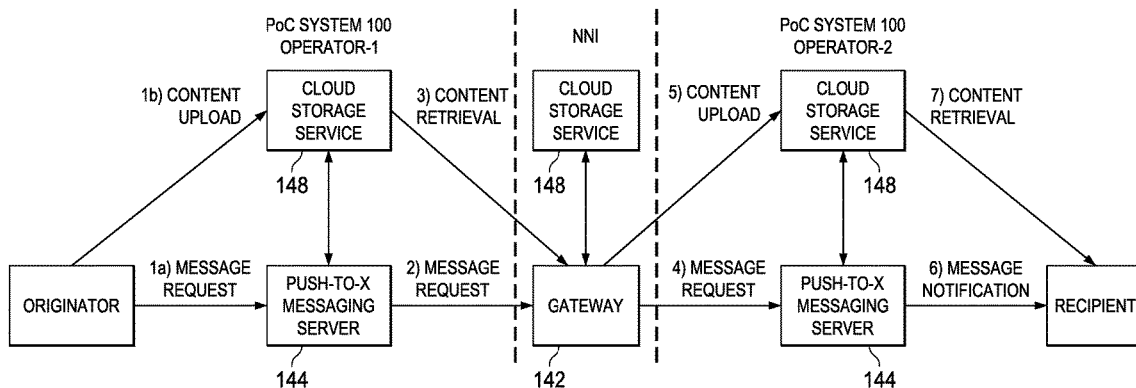 PoC SYSTEM 100
OPERATOR-1
NNI
PoC SYSTEM 100
OPERATOR-2
1b) CONTENT
UPLOAD
CLOUD
STORAGE
SERVICE
148
3) CONTENT
RETRIEVAL
CLOUD
STORAGE
SERVICE
148
5) CONTENT
UPLOAD
CLOUD
STORAGE
SERVICE
148
7) CONTENT
RETRIEVAL
ORIGINATOR
1a) MESSAGE
REQUEST
PUSH-TO-X
MESSAGING
SERVER
144
2) MESSAGE
REQUEST
GATEWAY
142
4) MESSAGE
REQUEST
PUSH-TO-X
MESSAGING
SERVER
144
6) MESSAGE
NOTIFICATION
RECIPIENT